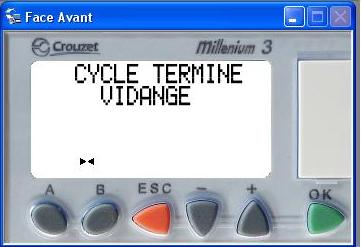 Face Avant
Crouzet millenium 3
CYCLE TERMINE
VIDANGE
A B ESC - + OK